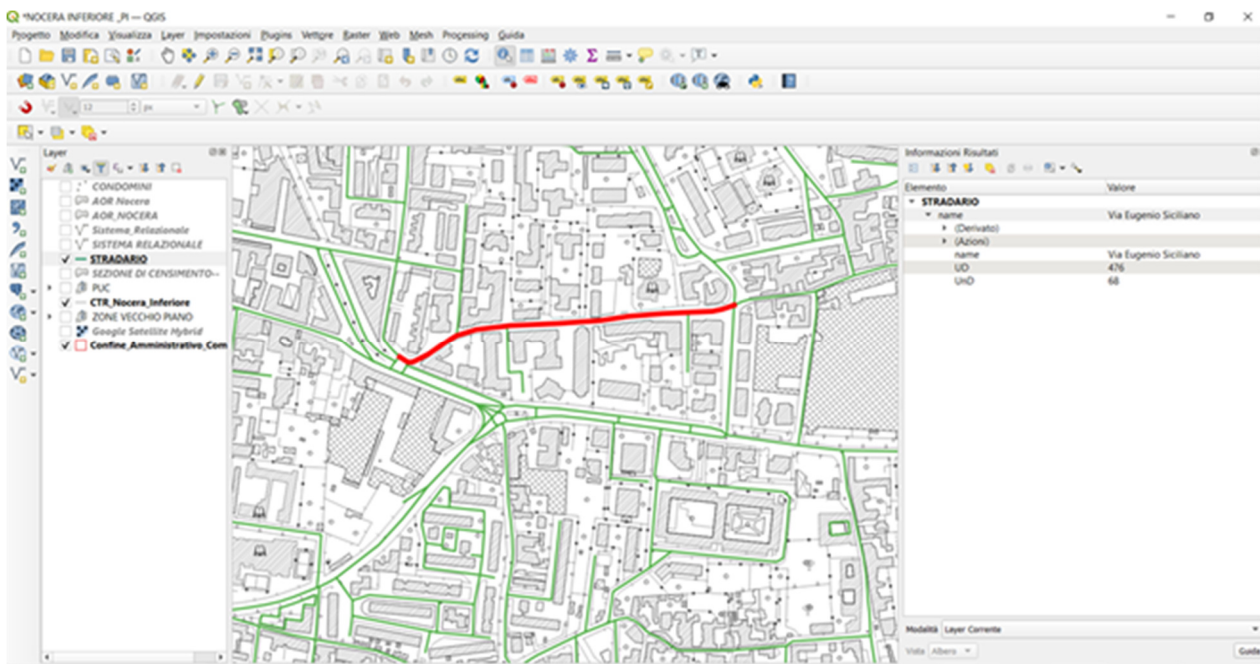 *NOCERA INFERIORE _PI — QGIS
Progetto Modifica Visualizza Layer Impostazioni Plugins Vettore Raster Web Mesh Processing Guida
12 px
Layer
CONDOMINI
AOR Nocera
AOR_NOCERA
Sistema_Relazionale
SISTEMA RELAZIONALE
STRADARIO
SEZIONE DI CENSIMENTO--
PUC
CTR_Nocera_Inferiore
ZONE VECCHIO PIANO
Google Satellite Hybrid
Confine_Amministrativo_Com
Informazioni Risultati
Elemento Valore
STRADARIO
name Via Eugenio Siciliano
(Derivato)
(Azioni)
name Via Eugenio Siciliano
UD 476
UnD 68
Modalità Layer Corrente
Vista Albero